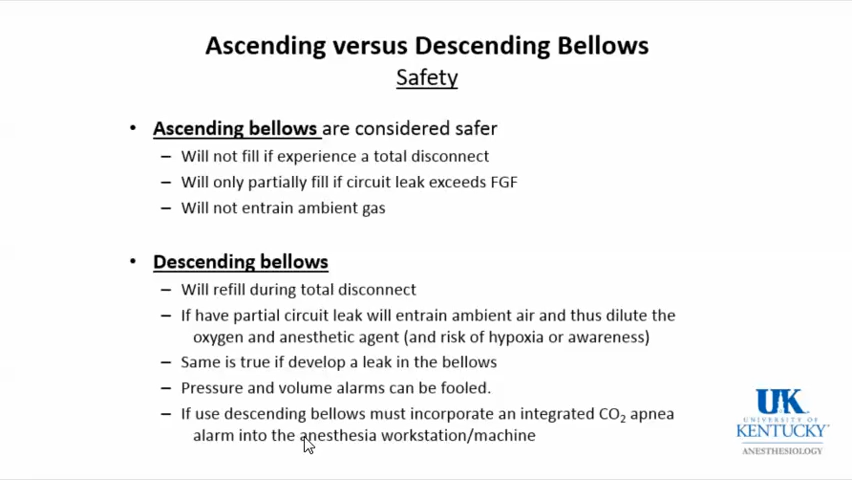 Ascending versus Descending Bellows
Safety
• Ascending bellows are considered safer
– Will not fill if experience a total disconnect
– Will only partially fill if circuit leak exceeds FGF
– Will not entrain ambient gas
• Descending bellows
– Will refill during total disconnect
– If have partial circuit leak will entrain ambient air and thus dilute the
oxygen and anesthetic agent (and risk of hypoxia or awareness)
– Same is true if develop a leak in the bellows
– Pressure and volume alarms can be fooled.
– If use descending bellows must incorporate an integrated CO₂ apnea
alarm into the anesthesia workstation/machine
UK
UNIVERSITY OF
KENTUCKY
ANESTHESIOLOGY